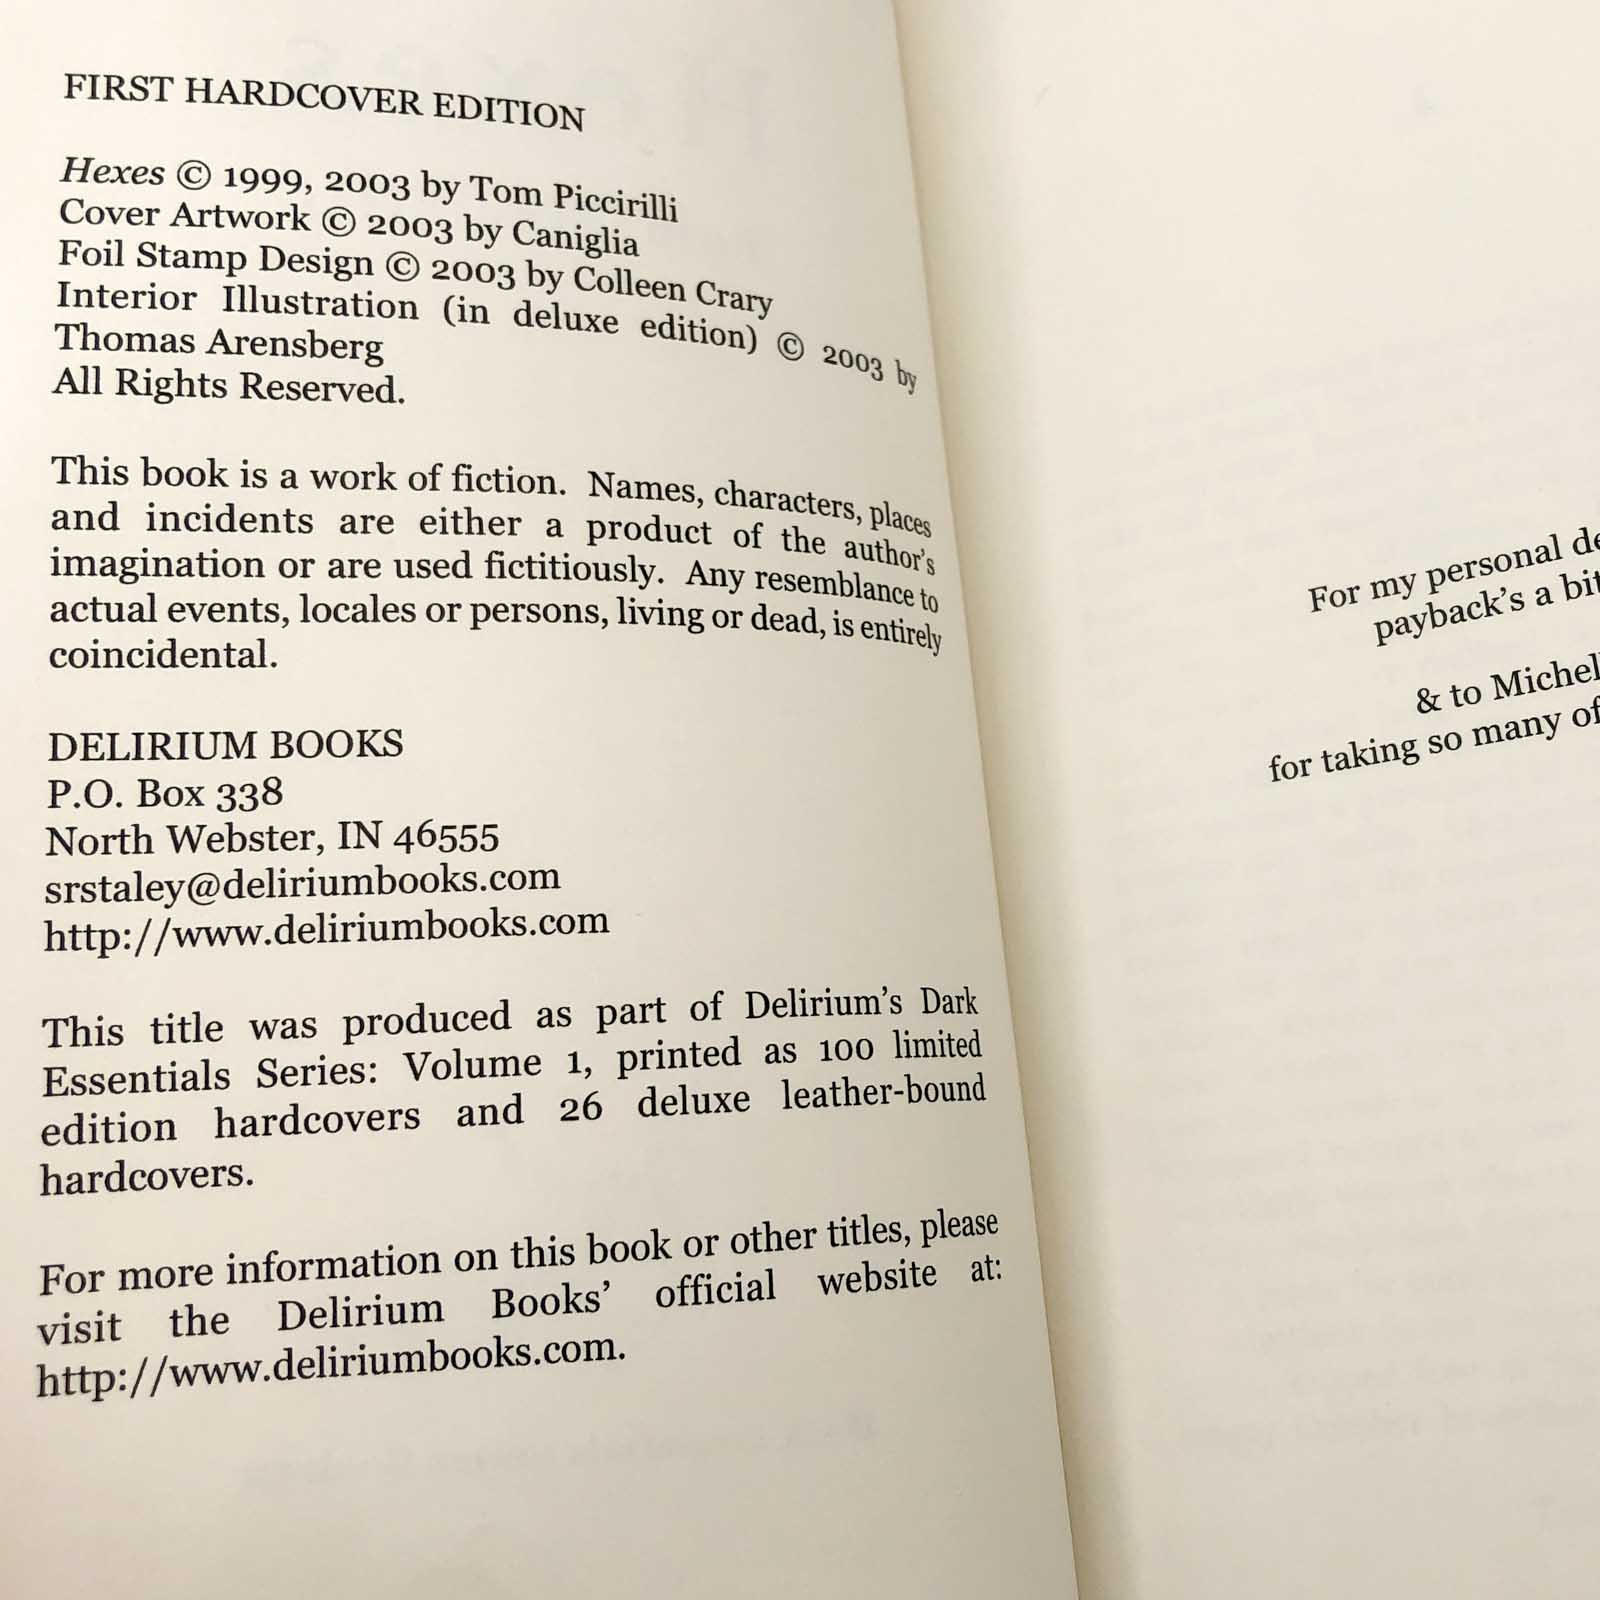 FIRST HARDCOVER EDITION
Hexes © 1999, 2003 by Tom Piccirilli
Cover Artwork © 2003 by Caniglia
Foil Stamp Design © 2003 by Colleen Crary
Interior Illustration (in deluxe edition) © 2003 by
Thomas Arensberg
All Rights Reserved.
This book is a work of fiction. Names, characters, places
and incidents are either a product of the author's
imagination or are used fictitiously. Any resemblance to
actual events, locales or persons, living or dead, is entirely
coincidental.
DELIRIUM BOOKS
P.O. Box 338
North Webster, IN 46555
srstaley@deliriumbooks.com
http://www.deliriumbooks.com
This title was produced as part of Delirium's Dark
Essentials Series: Volume 1, printed as 100 limited
edition hardcovers and 26 deluxe leather-bound
hardcovers.
For more information on this book or other titles, please
visit the Delirium Books' official website at:
http://www.deliriumbooks.com.
For my personal
payback's a
& to
for taking so many of